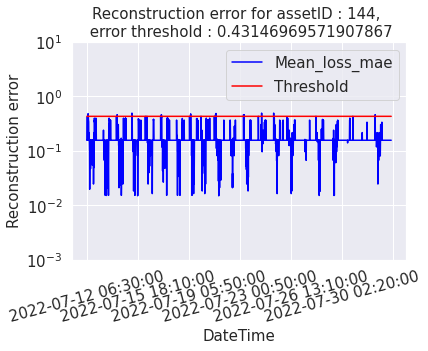 Reconstruction error for assetID : 144,
error threshold : 0.43146969571907867
Mean_loss_mae
Threshold
Reconstruction error
10¹
10⁰
10⁻¹
10⁻²
10⁻³
2022-07-12 06:30:00
2022-07-15 18:10:00
2022-07-19 05:50:00
2022-07-23 00:50:00
2022-07-26 13:10:00
2022-07-30 02:20:00
DateTime